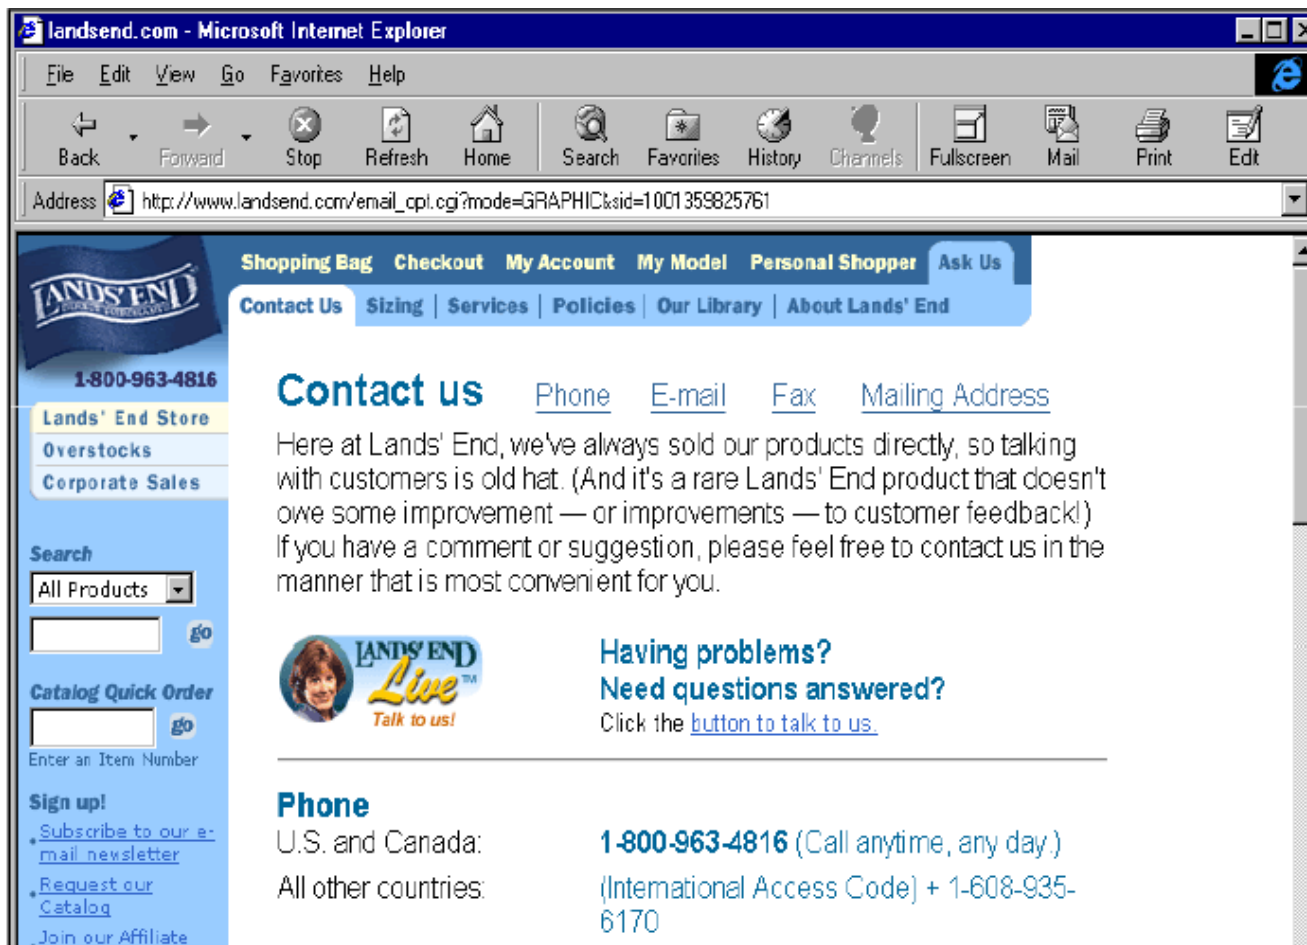 landsend.com - Microsoft Internet Explorer
File Edit View Go Favorites Help
Back Forward Stop Refresh Home Search Favorites History Channels Fullscreen Mail Print Edit
Address http://www.landsend.com/email_opt.cgi?mode=GRAPHIC&sid=1001359825761
LANDS' END
Shopping Bag Checkout My Account My Model Personal Shopper Ask Us
Contact Us Sizing | Services | Policies | Our Library | About Lands' End
1-800-963-4816
Lands' End Store
Overstocks
Corporate Sales
Search
All Products
go
Catalog Quick Order
go
Enter an Item Number
Sign up!
Subscribe to our e-
mail newsletter
Request our
Catalog
Join our Affiliate
Contact us Phone E-mail Fax Mailing Address
Here at Lands' End, we've always sold our products directly, so talking
with customers is old hat. (And it's a rare Lands' End product that doesn't
owe some improvement — or improvements — to customer feedback!)
If you have a comment or suggestion, please feel free to contact us in the
manner that is most convenient for you.
LANDS' END
Live™
Talk to us!
Having problems?
Need questions answered?
Click the button to talk to us.
Phone
U.S. and Canada: 1-800-963-4816 (Call anytime, any day.)
All other countries: (International Access Code) + 1-608-935-
6170